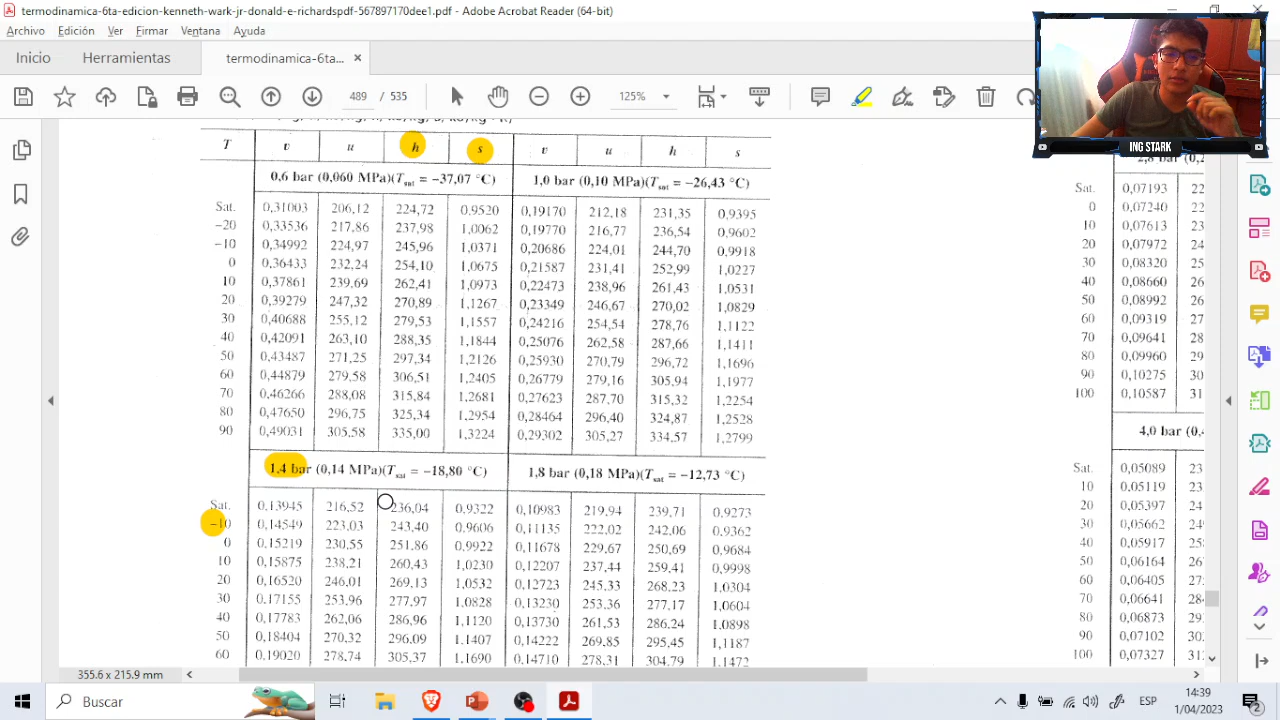 termodinamica-6ta-edicion-kenneth-wark-jr-donald-e-richardspdf-567897170dee1.pdf - Adobe Acrobat Reader (64-bit)
Archivo Edición Ver Firmar Ventana Ayuda
Inicio Herramientas termodinamica-6ta... ×
489 / 535 125%
ING STARK
T v u h s v u h s
0,6 bar (0,060 MPa)(Tsat = −37,07 °C) 1,0 bar (0,10 MPa)(Tsat = −26,43 °C)
Sat. 0,31003 206,12 224,72 0,9520 0,19170 212,18 231,35 0,9395
−20 0,33536 217,86 237,98 1,0062 0,19770 216,77 236,54 0,9602
−10 0,34992 224,97 245,96 1,0371 0,20686 224,01 244,70 0,9918
0 0,36433 232,24 254,10 1,0675 0,21587 231,41 252,99 1,0227
10 0,37861 239,69 262,41 1,0973 0,22473 238,96 261,43 1,0531
20 0,39279 247,32 270,89 1,1267 0,23349 246,67 270,02 1,0829
30 0,40688 255,12 279,53 1,1557 0,24216 254,54 278,76 1,1122
40 0,42091 263,10 288,35 1,1844 0,25076 262,58 287,66 1,1411
50 0,43487 271,25 297,34 1,2126 0,25930 270,79 296,72 1,1696
60 0,44879 279,58 306,51 1,2405 0,26779 279,16 305,94 1,1977
70 0,46266 288,08 315,84 1,2681 0,27623 287,70 315,32 1,2254
80 0,47650 296,75 325,34 1,2954 0,28464 296,40 324,87 1,2528
90 0,49031 305,58 335,00 1,3224 0,29302 305,27 334,57 1,2799
1,4 bar (0,14 MPa)(Tsat = −18,80 °C) 1,8 bar (0,18 MPa)(Tsat = −12,73 °C)
Sat. 0,13945 216,52 0,9322 0,10983 219,94 239,71 0,9273
−10 0,14549 223,03 243,40 0,9606 0,11135 222,02 242,06 0,9362
0 0,15219 230,55 251,86 0,9922 0,11678 229,67 250,69 0,9684
10 0,15875 238,21 1,0230 0,12207 237,44 259,41 0,9998
20 0,16520 246,01 269,13 1,0532 0,12723 245,33 268,23 1,0304
30 0,17155 253,96 277,97 1,0828 0,13230 253,36 277,17 1,0604
40 0,17783 262,06 286,96 1,1120 0,13730 261,53 286,24 1,0898
50 0,18404 270,32 296,09 1,1407 0,14222 269,85 295,45 1,1187
60 0,19020 278,74 305,37 1,1690 0,14710 278,31 304,79 1,1472
Sat. 0,07193
0 0,07240
10 0,07613
20 0,07972
30 0,08320
40 0,08660
50 0,08992
60 0,09319
70 0,09641
80 0,09960
90 0,10275
100 0,10587
4,0 bar
Sat. 0,05089
10 0,05119
20 0,05397
30 0,05662
40 0,05917
50 0,06164
60 0,06405
70 0,06641
80 0,06873
90 0,07102
100 0,07327
355.6 x 215.9 mm
Buscar ESP 14:39
1/04/2023 2